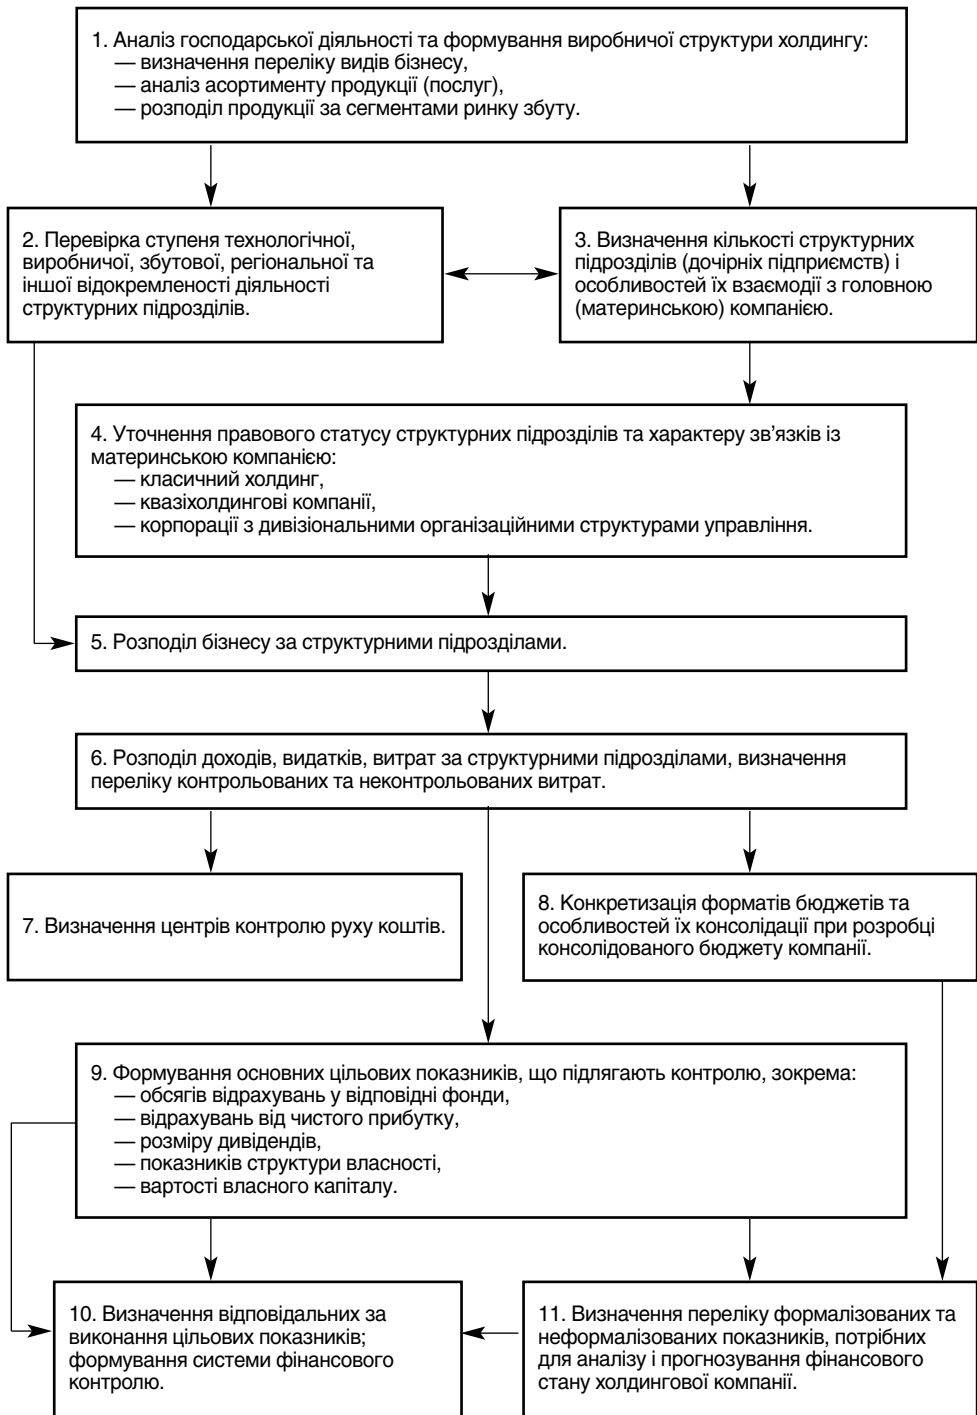 1. Аналіз господарської діяльності та формування виробничої структури холдингу:
— визначення переліку видів бізнесу,
— аналіз асортименту продукції (послуг),
— розподіл продукції за сегментами ринку збуту.
2. Перевірка ступеня технологічної,
виробничої, збутової, регіональної та
іншої відокремленості діяльності
структурних підрозділів.
3. Визначення кількості структурних
підрозділів (дочірніх підприємств) і
особливостей їх взаємодії з головною
(материнською) компанією.
4. Уточнення правового статусу структурних підрозділів та характеру зв’язків із
материнською компанією:
— класичний холдинг,
— квазіхолдингові компанії,
— корпорації з дивізіональними організаційними структурами управління.
5. Розподіл бізнесу за структурними підрозділами.
6. Розподіл доходів, видатків, витрат за структурними підрозділами, визначення
переліку контрольованих та неконтрольованих витрат.
7. Визначення центрів контролю руху коштів.
8. Конкретизація форматів бюджетів та
особливостей їх консолідації при розробці
консолідованого бюджету компанії.
9. Формування основних цільових показників, що підлягають контролю, зокрема:
— обсягів відрахувань у відповідні фонди,
— відрахувань від чистого прибутку,
— розміру дивідендів,
— показників структури власності,
— вартості власного капіталу.
10. Визначення відповідальних за
виконання цільових показників;
формування системи фінансового
контролю.
11. Визначення переліку формалізованих та
неформалізованих показників, потрібних
для аналізу і прогнозування фінансового
стану холдингової компанії.